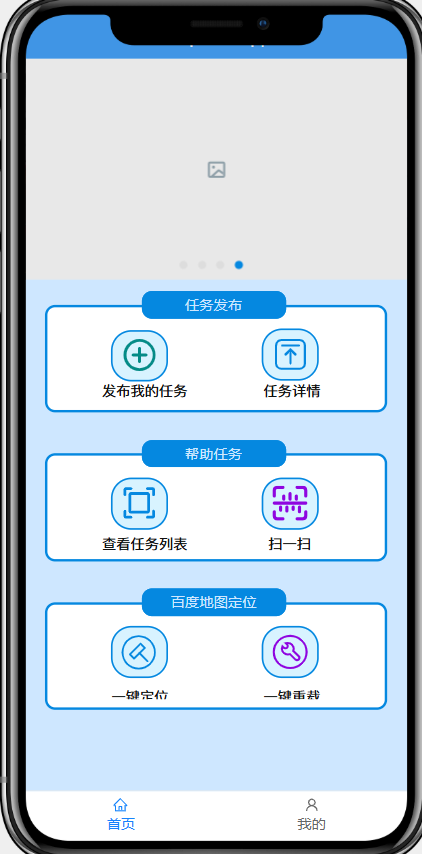 任务发布
发布我的任务 任务详情
帮助任务
查看任务列表 扫一扫
百度地图定位
一键定位 一键重载
首页 我的